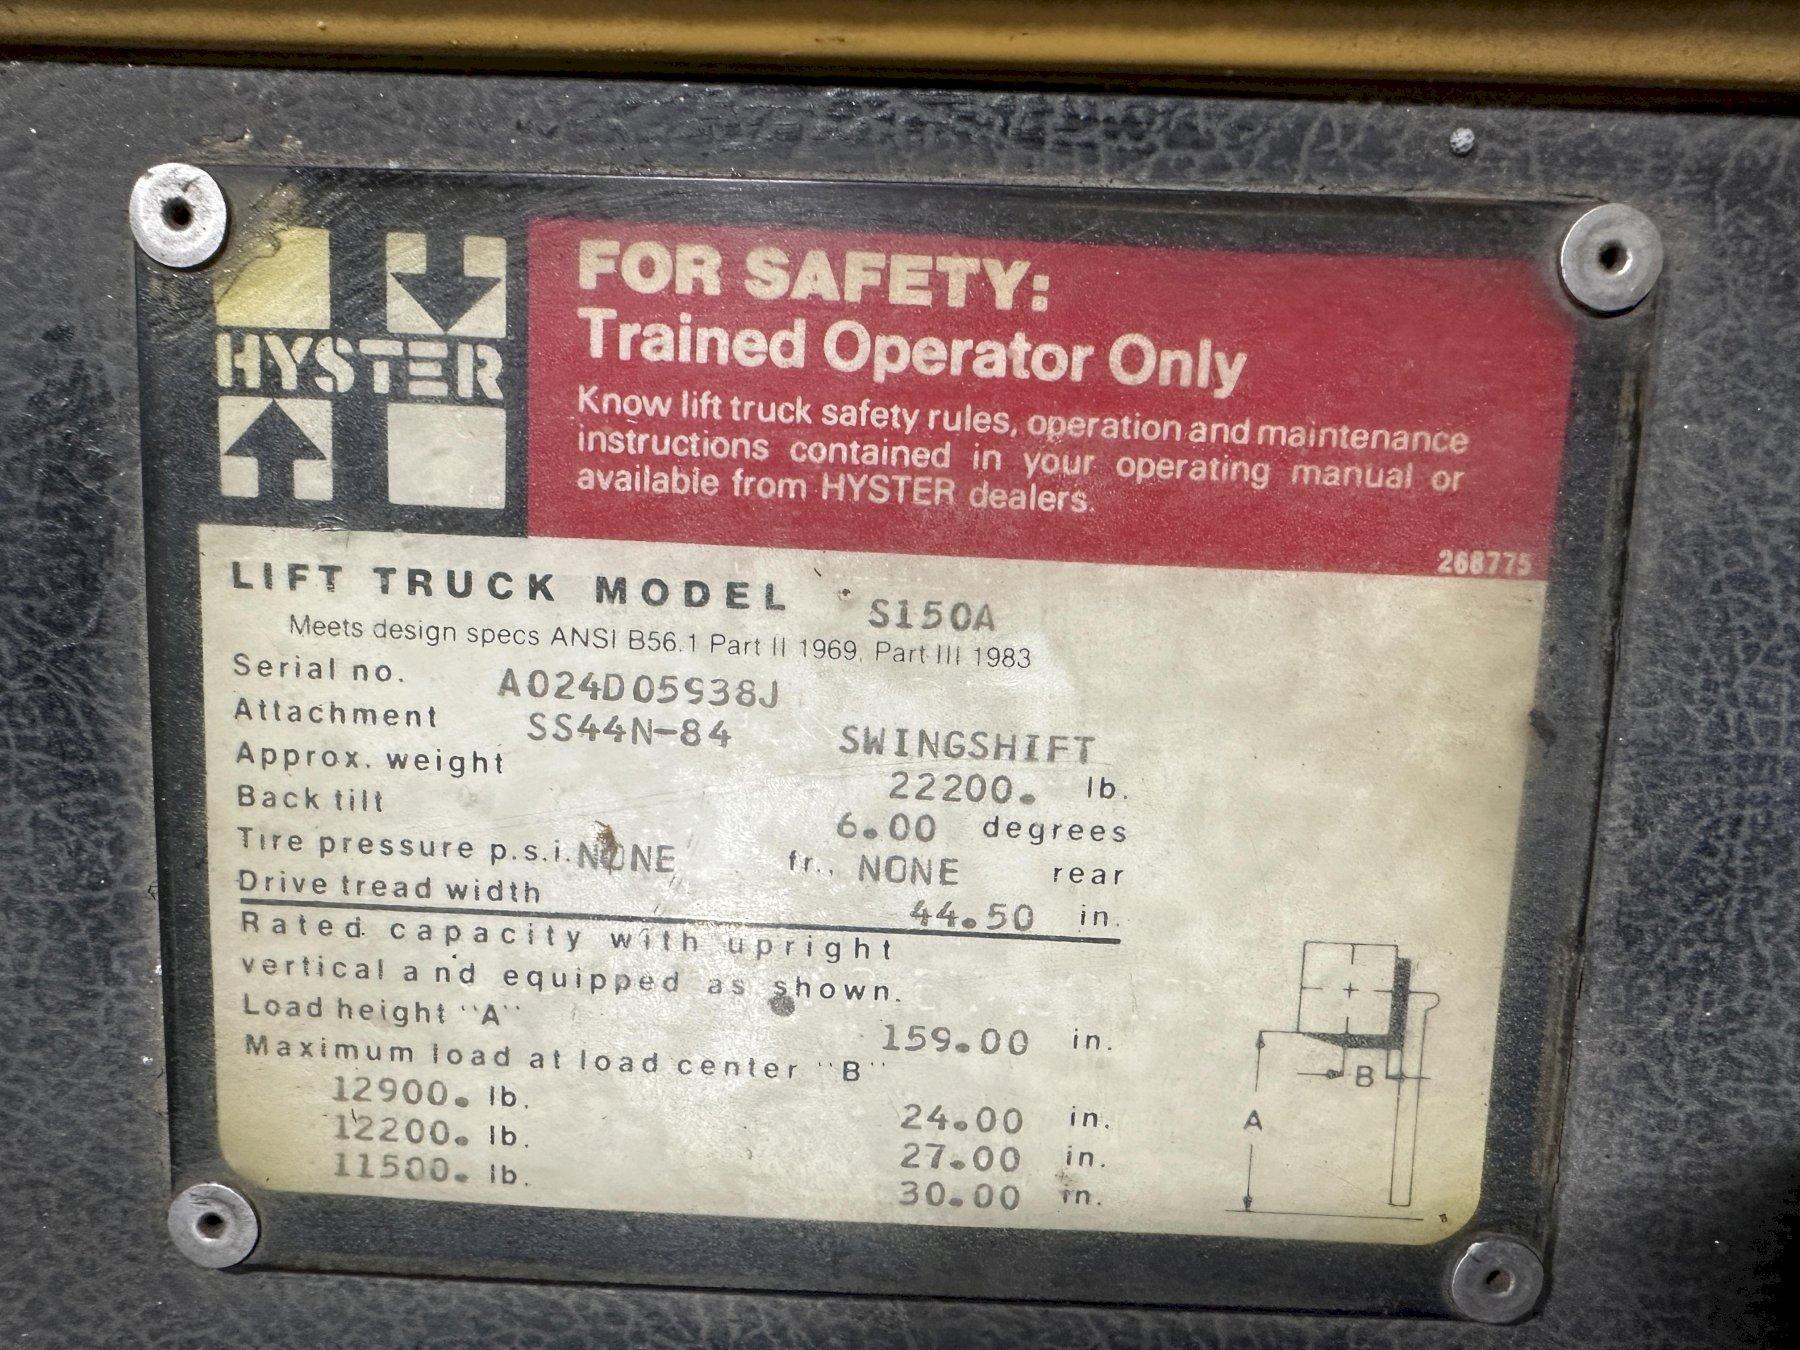 HYSTER
FOR SAFETY:
Trained Operator Only
Know lift truck safety rules, operation and maintenance
instructions contained in your operating manual or
available from HYSTER dealers.
268775
LIFT TRUCK MODEL S150A
Meets design specs ANSI B56.1 Part II 1969, Part III 1983
Serial no. A024D05938J
Attachment SS44N-84 SWINGSHIFT
Approx. weight 22200. lb.
Back tilt 6.00 degrees
Tire pressure p.s.i. NONE fr., NONE rear
Drive tread width 44.50 in.
Rated capacity with upright
vertical and equipped as shown.
Load height "A" 159.00 in.
Maximum load at load center "B"
12900. lb. 24.00 in.
12200. lb. 27.00 in.
11500. lb. 30.00 in.
B
A